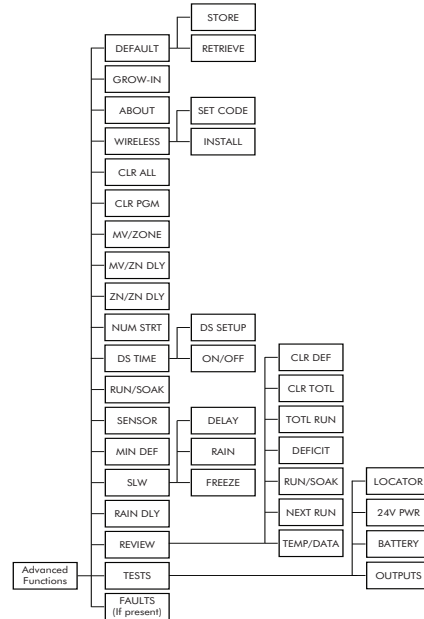 STORE
DEFAULT
RETRIEVE
GROW-IN
ABOUT
SET CODE
WIRELESS
INSTALL
CLR ALL
CLR PGM
MV/ZONE
MV/ZN DLY
ZN/ZN DLY
NUM STRT
DS SETUP
DS TIME
ON/OFF
CLR DEF
RUN/SOAK
CLR TOTL
SENSOR
DELAY
TOTL RUN
MIN DEF
RAIN
DEFICIT
SLW
FREEZE
RUN/SOAK
LOCATOR
RAIN DLY
NEXT RUN
24V PWR
REVIEW
TEMP/DATA
BATTERY
Advanced
Functions
TESTS
OUTPUTS
FAULTS
(If present)